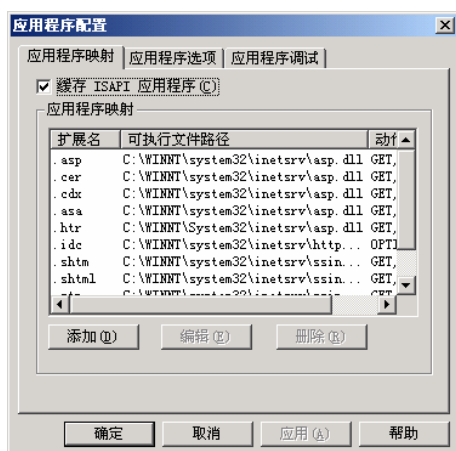 应用程序配置
应用程序映射 应用程序选项 应用程序调试
缓存 ISAPI 应用程序(C)
应用程序映射
扩展名 可执行文件路径
.asp C:\WINNT\system32\inetsrv\asp.dll GET,
.cer C:\WINNT\system32\inetsrv\asp.dll GET,
.cdx C:\WINNT\system32\inetsrv\asp.dll GET,
.asa C:\WINNT\system32\inetsrv\asp.dll GET,
.htr C:\WINNT\System32\inetsrv\asp.dll GET,
.idc C:\WINNT\system32\inetsrv\http... OPTI
.shtm C:\WINNT\system32\inetsrv\ssin... GET,
.shtml C:\WINNT\system32\inetsrv\ssin... GET,
添加(D) 编辑(E) 删除(R)
确定 取消 应用(A) 帮助